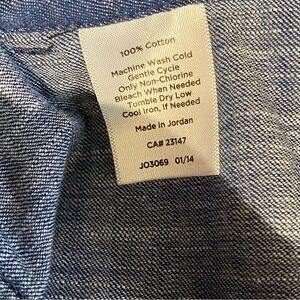 100% Cotton
Machine Wash Cold
Gentle Cycle
Only Non-Chlorine
Bleach When Needed
Tumble Dry Low
Cool Iron, If Needed
Made in Jordan
CA# 23147
JO3069 01/14